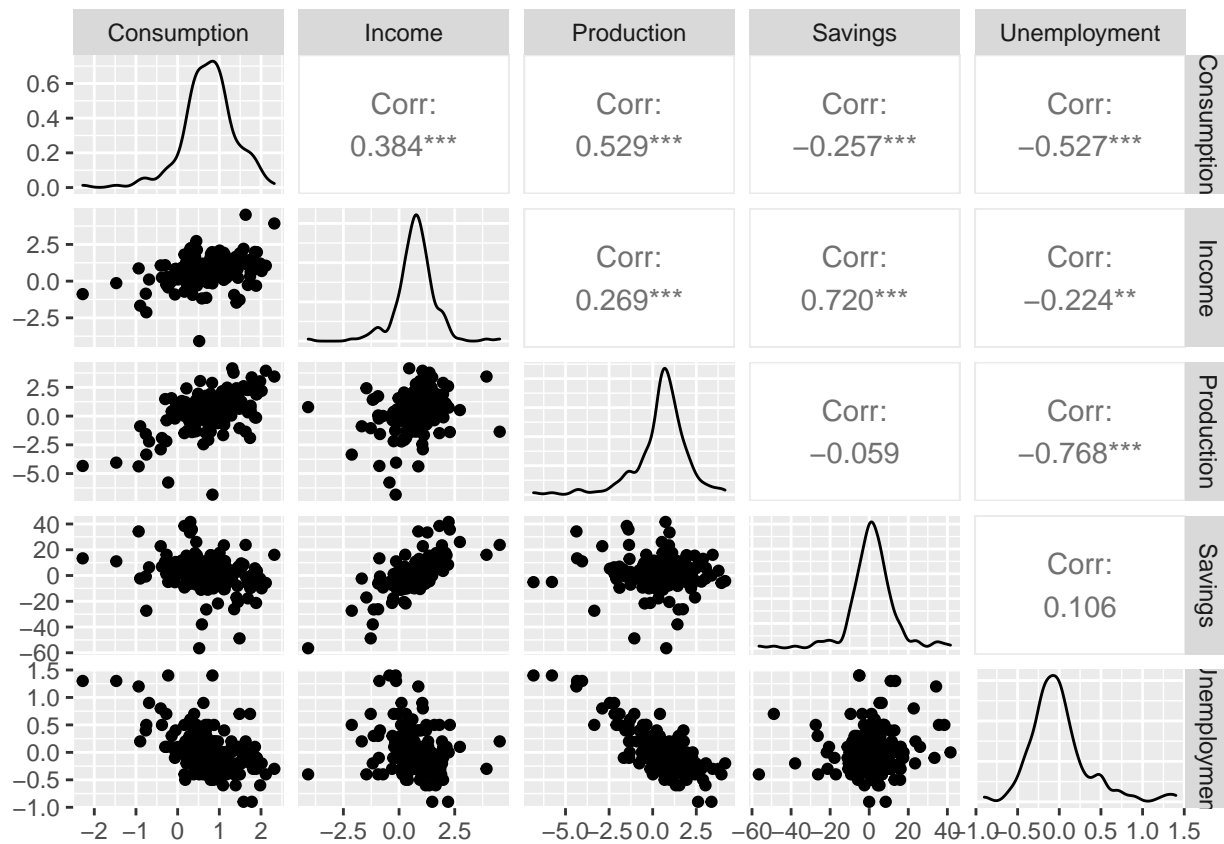 Consumption Income Production Savings Unemployment
0.6
0.4
0.2
0.0
Corr:
0.384***
Corr:
0.529***
Corr:
−0.257***
Corr:
−0.527***
Consumption
2.5
0.0
−2.5
Corr:
0.269***
Corr:
0.720***
Corr:
−0.224**
Income
2.5
0.0
−2.5
−5.0
Corr:
−0.059
Corr:
−0.768***
Production
40
20
0
−20
−40
−60
Corr:
0.106
Savings
1.5
1.0
0.5
0.0
−0.5
−1.0
Unemploymen
−2 −1 0 1 2 −2.5 0.0 2.5 −5.0 −2.5 0.0 2.5 −60 −40 −20 0 20 40 −1.0 −0.5 0.0 0.5 1.0 1.5